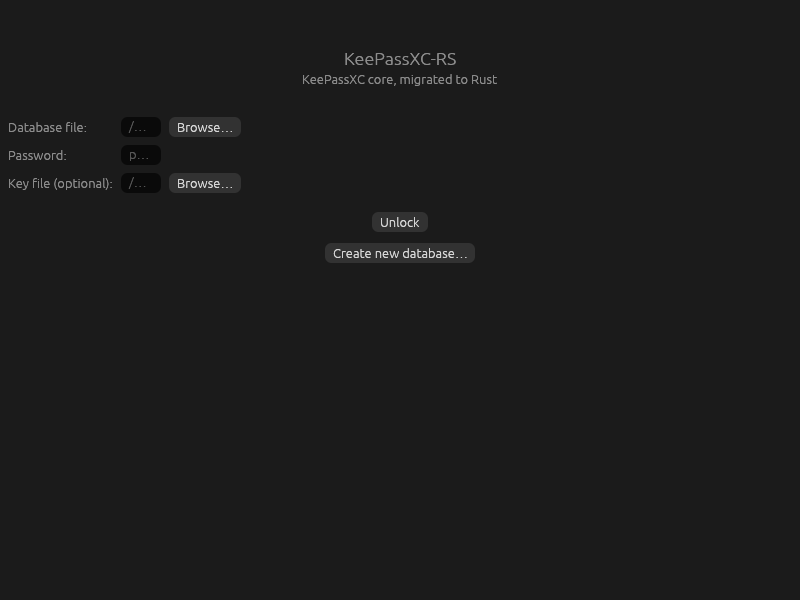 KeePassXC-RS
KeePassXC core, migrated to Rust
Database file: /… Browse…
Password: p…
Key file (optional): /… Browse…
Unlock
Create new database…